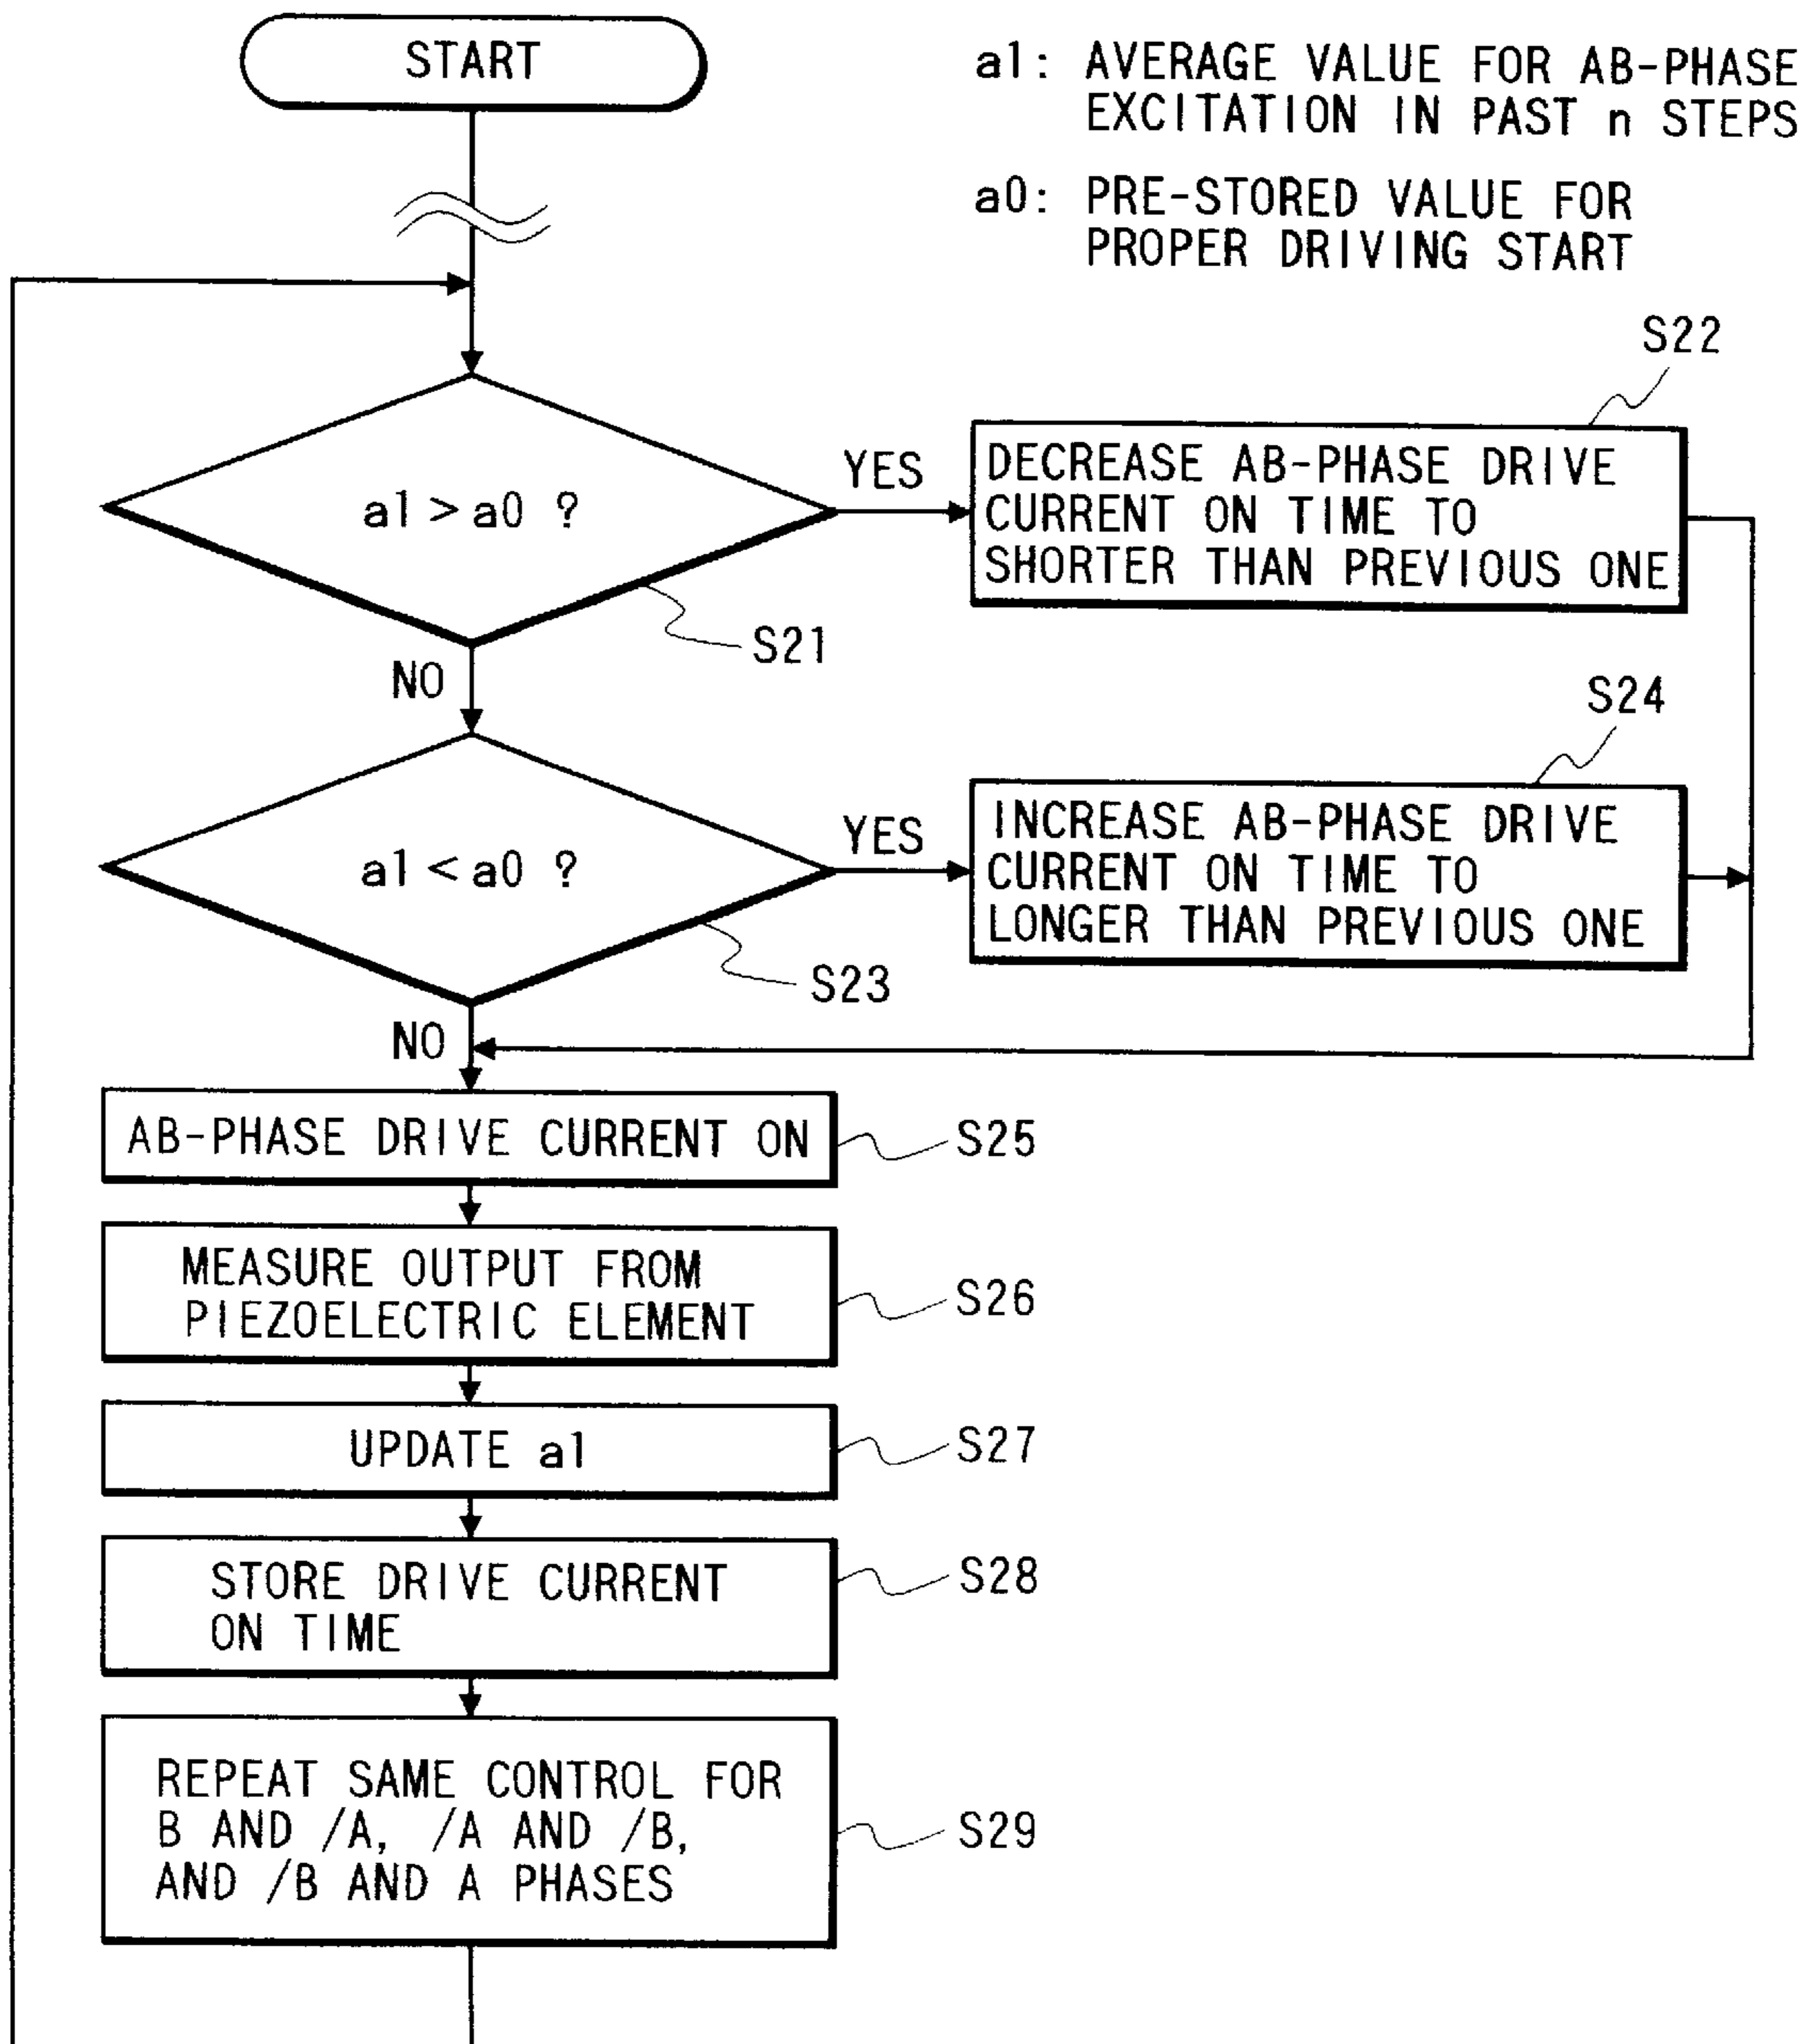 START
a1: AVERAGE VALUE FOR AB-PHASE
EXCITATION IN PAST n STEPS
a0: PRE-STORED VALUE FOR
PROPER DRIVING START
S22
a1 > a0 ?
YES
DECREASE AB-PHASE DRIVE
CURRENT ON TIME TO
SHORTER THAN PREVIOUS ONE
S21
NO
S24
a1 < a0 ?
YES
INCREASE AB-PHASE DRIVE
CURRENT ON TIME TO
LONGER THAN PREVIOUS ONE
S23
NO
AB-PHASE DRIVE CURRENT ON
S25
MEASURE OUTPUT FROM
PIEZOELECTRIC ELEMENT
S26
UPDATE a1
S27
STORE DRIVE CURRENT
ON TIME
S28
REPEAT SAME CONTROL FOR
B AND /A, /A AND /B,
AND /B AND A PHASES
S29